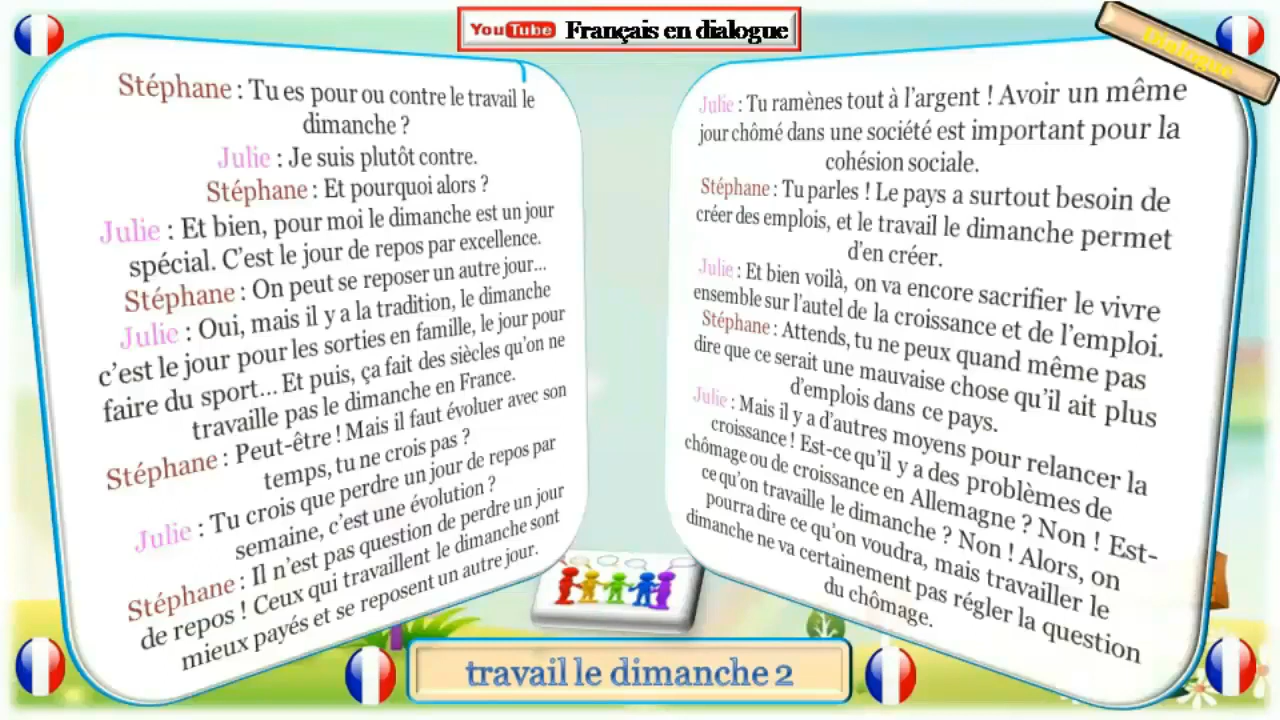 YouTube Français en dialogue
Dialogue
Stéphane : Tu es pour ou contre le travail le
dimanche ?
Julie : Je suis plutôt contre.
Stéphane : Et pourquoi alors ?
Julie : Et bien, pour moi le dimanche est un jour
spécial. C’est le jour de repos par excellence.
Stéphane : On peut se reposer un autre jour...
Julie : Oui, mais il y a la tradition, le dimanche
c’est le jour pour les sorties en famille, le jour pour
faire du sport... Et puis, ça fait des siècles qu’on ne
travaille pas le dimanche en France.
Stéphane : Peut-être ! Mais il faut évoluer avec son
temps, tu ne crois pas ?
Julie : Tu crois que perdre un jour de repos par
semaine, c’est une évolution ?
Stéphane : Il n’est pas question de perdre un jour
de repos ! Ceux qui travaillent le dimanche sont
mieux payés et se reposent un autre jour.
Julie : Tu ramènes tout à l’argent ! Avoir un même
jour chômé dans une société est important pour la
cohésion sociale.
Stéphane : Tu parles ! Le pays a surtout besoin de
créer des emplois, et le travail le dimanche permet
d’en créer.
Julie : Et bien voilà, on va encore sacrifier le vivre
ensemble sur l’autel de la croissance et de l’emploi.
Stéphane : Attends, tu ne peux quand même pas
dire que ce serait une mauvaise chose qu’il ait plus
d’emplois dans ce pays.
Julie : Mais il y a d’autres moyens pour relancer la
croissance ! Est-ce qu’il y a des problèmes de
chômage ou de croissance en Allemagne ? Non ! Est-
ce qu’on travaille le dimanche ? Non ! Alors, on
pourra dire ce qu’on voudra, mais travailler le
dimanche ne va certainement pas régler la question
du chômage.
travail le dimanche 2